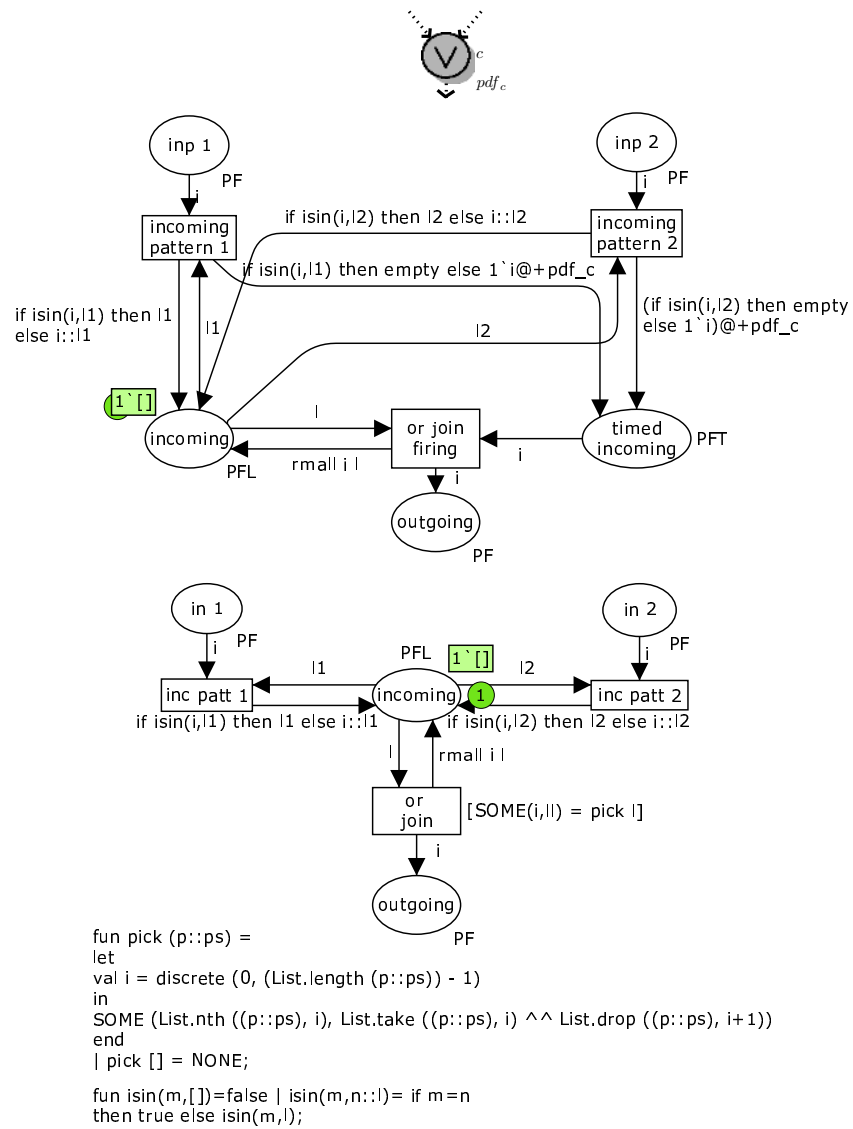 V
c
pdf_c
inp 1
PF
i
inp 2
PF
i
incoming
pattern 1
incoming
pattern 2
if isin(i,l2) then l2 else i::l2
if isin(i,l1) then empty else 1`i@+pdf_c
if isin(i,l1) then l1
else i::l1
l1
l2
(if isin(i,l2) then empty
else 1`i)@+pdf_c
1`[]
incoming
PFL
l
rmall i l
or join
firing
i
i
timed
incoming
PFT
outgoing
PF
in 1
PF
i
in 2
PF
i
PFL
1`[]
l1
l2
inc patt 1
incoming
1
inc patt 2
if isin(i,l1) then l1 else i::l1
if isin(i,l2) then l2 else i::l2
l
rmall i l
or
join
[SOME(i,ll) = pick l]
i
outgoing
PF
fun pick (p::ps) =
let
val i = discrete (0, (List.length (p::ps)) - 1)
in
SOME (List.nth ((p::ps), i), List.take ((p::ps), i) ^^ List.drop ((p::ps), i+1))
end
| pick [] = NONE;
fun isin(m,[])=false | isin(m,n::l)= if m=n
then true else isin(m,l);